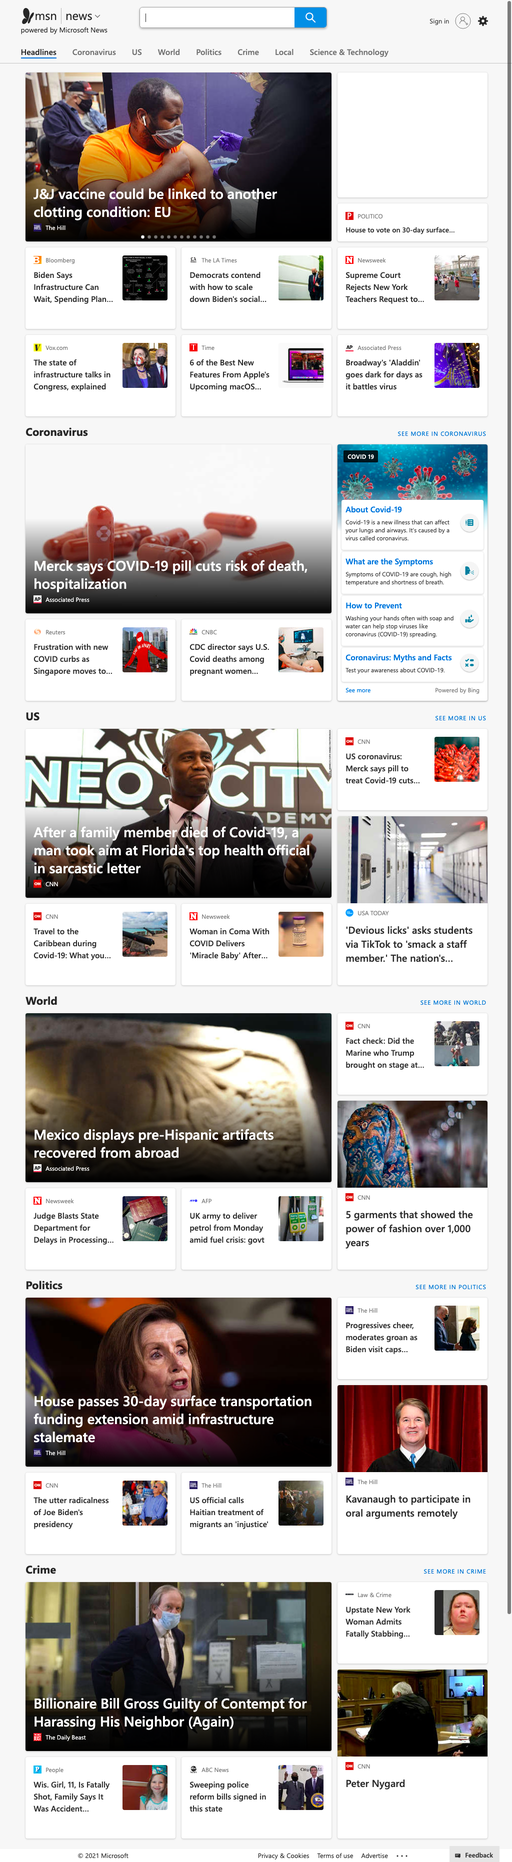 msn | news
powered by Microsoft News
Sign in
Headlines Coronavirus US World Politics Crime Local Science & Technology
J&J vaccine could be linked to another
clotting condition: EU
The Hill
POLITICO
House to vote on 30-day surface...
Bloomberg
Biden Says
Infrastructure Can
Wait, Spending Plan...
The LA Times
Democrats contend
with how to scale
down Biden's social...
Newsweek
Supreme Court
Rejects New York
Teachers Request to...
Vox.com
The state of
infrastructure talks in
Congress, explained
Time
6 of the Best New
Features From Apple's
Upcoming macOS...
Associated Press
Broadway's 'Aladdin'
goes dark for days as
it battles virus
Coronavirus
SEE MORE IN CORONAVIRUS
Merck says COVID-19 pill cuts risk of death,
hospitalization
Associated Press
COVID 19
About Covid-19
Covid-19 is a new illness that can affect
your lungs and airways. It's caused by a
virus called coronavirus.
What are the Symptoms
Symptoms of COVID-19 are cough, high
temperature and shortness of breath.
How to Prevent
Washing your hands often with soap and
water can help stop viruses like
coronavirus (COVID-19) spreading.
Coronavirus: Myths and Facts
Test your awareness about COVID-19.
See more
Powered by Bing
Reuters
Frustration with new
COVID curbs as
Singapore moves to...
CNBC
CDC director says U.S.
Covid deaths among
pregnant women...
US
SEE MORE IN US
NEO CITY
ADEMY
After a family member died of Covid-19, a
man took aim at Florida's top health official
in sarcastic letter
CNN
CNN
US coronavirus:
Merck says pill to
treat Covid-19 cuts...
USA TODAY
'Devious licks' asks students
via TikTok to 'smack a staff
member.' The nation's...
CNN
Travel to the
Caribbean during
Covid-19: What you...
Newsweek
Woman in Coma With
COVID Delivers
'Miracle Baby' After...
World
SEE MORE IN WORLD
Mexico displays pre-Hispanic artifacts
recovered from abroad
Associated Press
CNN
Fact check: Did the
Marine who Trump
brought on stage at...
CNN
5 garments that showed the
power of fashion over 1,000
years
Newsweek
Judge Blasts State
Department for
Delays in Processing...
AFP
UK army to deliver
petrol from Monday
amid fuel crisis: govt
Politics
SEE MORE IN POLITICS
House passes 30-day surface transportation
funding extension amid infrastructure
stalemate
The Hill
The Hill
Progressives cheer,
moderates groan as
Biden visit caps...
The Hill
Kavanaugh to participate in
oral arguments remotely
CNN
The utter radicalness
of Joe Biden's
presidency
The Hill
US official calls
Haitian treatment of
migrants an 'injustice'
Crime
SEE MORE IN CRIME
Billionaire Bill Gross Guilty of Contempt for
Harassing His Neighbor (Again)
The Daily Beast
Law & Crime
Upstate New York
Woman Admits
Fatally Stabbing...
CNN
Peter Nygard
People
Wis. Girl, 11, Is Fatally
Shot, Family Says It
Was Accident...
ABC News
Sweeping police
reform bills signed in
this state
© 2021 Microsoft
Privacy & Cookies Terms of use Advertise ...
Feedback